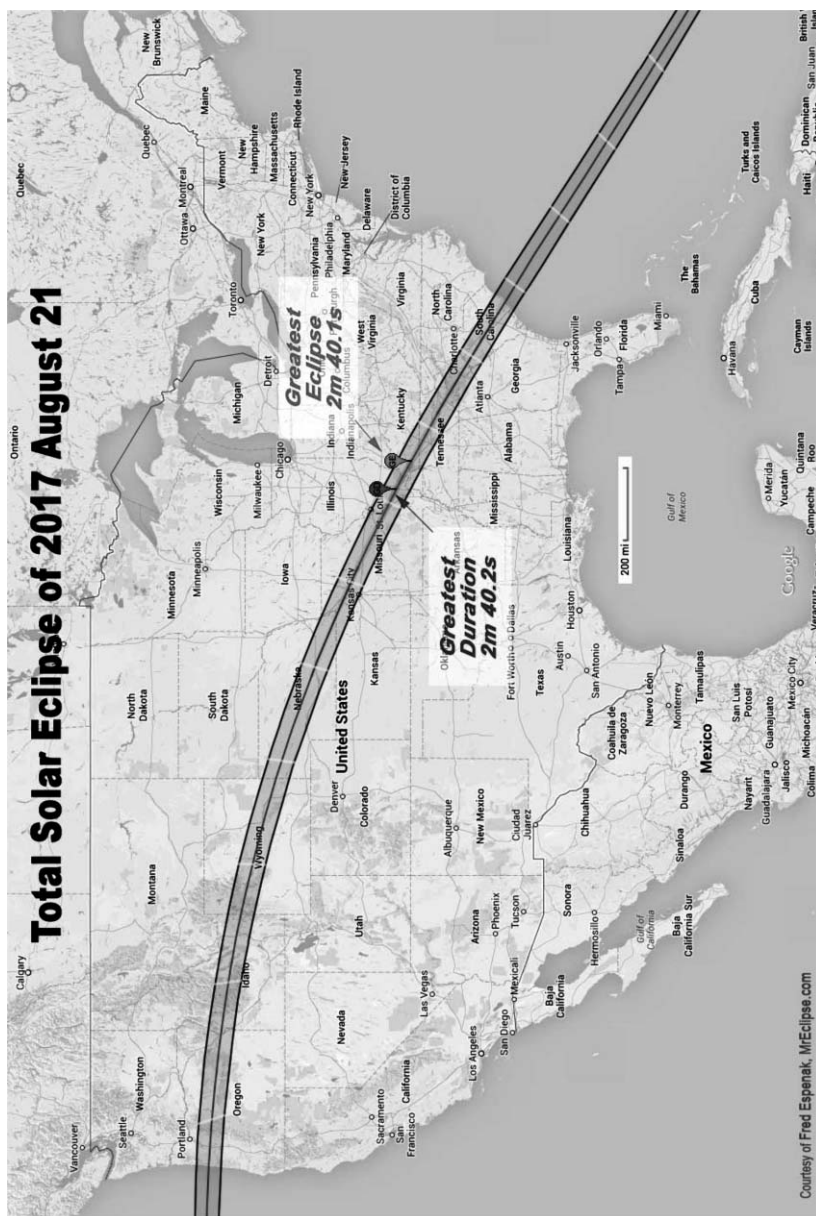 Total Solar Eclipse of 2017 August 21
Greatest
Eclipse
2m 40.1s
Greatest
Duration
2m 40.2s
Vancouver
Calgary
Ontario
Quebec
Quebec
New
Brunswick
Maine
Seattle
Washington
Montana
North
Dakota
Minnesota
Minneapolis
Wisconsin
Michigan
Toronto
Ottawa
Montreal
Vermont
New
Hampshire
Massachusetts
Rhode Island
Connecticut
New York
New York
New Jersey
Pennsylvania
Philadelphia
Maryland
Delaware
District of
Columbia
Portland
Oregon
Idaho
Wyoming
South
Dakota
Nebraska
Iowa
Milwaukee
Chicago
Detroit
Illinois
Indiana
Indianapolis
Columbus
West
Virginia
Virginia
Kentucky
Kansas City
Missouri
GE
Nevada
Utah
Denver
Colorado
United States
Kansas
Arkansas
Tennessee
North
Carolina
Charlotte
South
Carolina
Atlanta
Georgia
Alabama
Mississippi
Louisiana
Sacramento
San
Francisco
California
Las Vegas
Los Angeles
San Diego
Mexicali
Arizona
Phoenix
Tucson
Albuquerque
New Mexico
Ciudad
Juarez
Fort Worth
Dallas
Texas
Austin
San Antonio
Houston
Jacksonville
Orlando
Tampa
Florida
Miami
Baja
California
Sonora
Hermosillo
Gulf of
California
Baja
California Sur
Chihuahua
Coahuila de
Zaragoza
Nuevo León
Monterrey
Tamaulipas
Sinaloa
Durango
Mexico
San Luis
Potosí
Nayarit
Guadalajara
Jalisco
Guanajuato
Mexico City
Colima
Michoacán
Veracruz
200 mi
Gulf of
Mexico
Google
Merida
Yucatán
Campeche
Quintana
Roo
Havana
Cuba
Cayman
Islands
The
Bahamas
Turks and
Caicos Islands
Haiti
Dominican
San Juan
British
Courtesy of Fred Espenak, MrEclipse.com